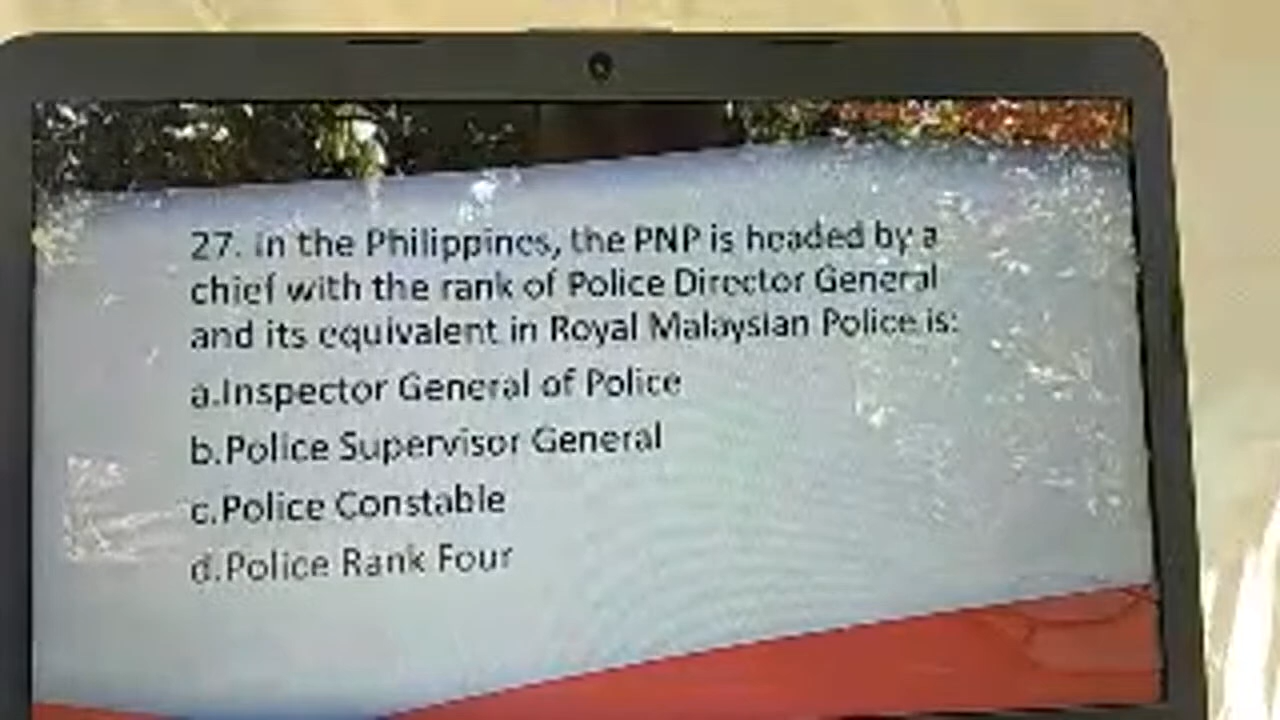 27. In the Philippines, the PNP is headed by a
chief with the rank of Police Director General
and its equivalent in Royal Malaysian Police is:
a.Inspector General of Police
b.Police Supervisor General
c.Police Constable
d.Police Rank Four